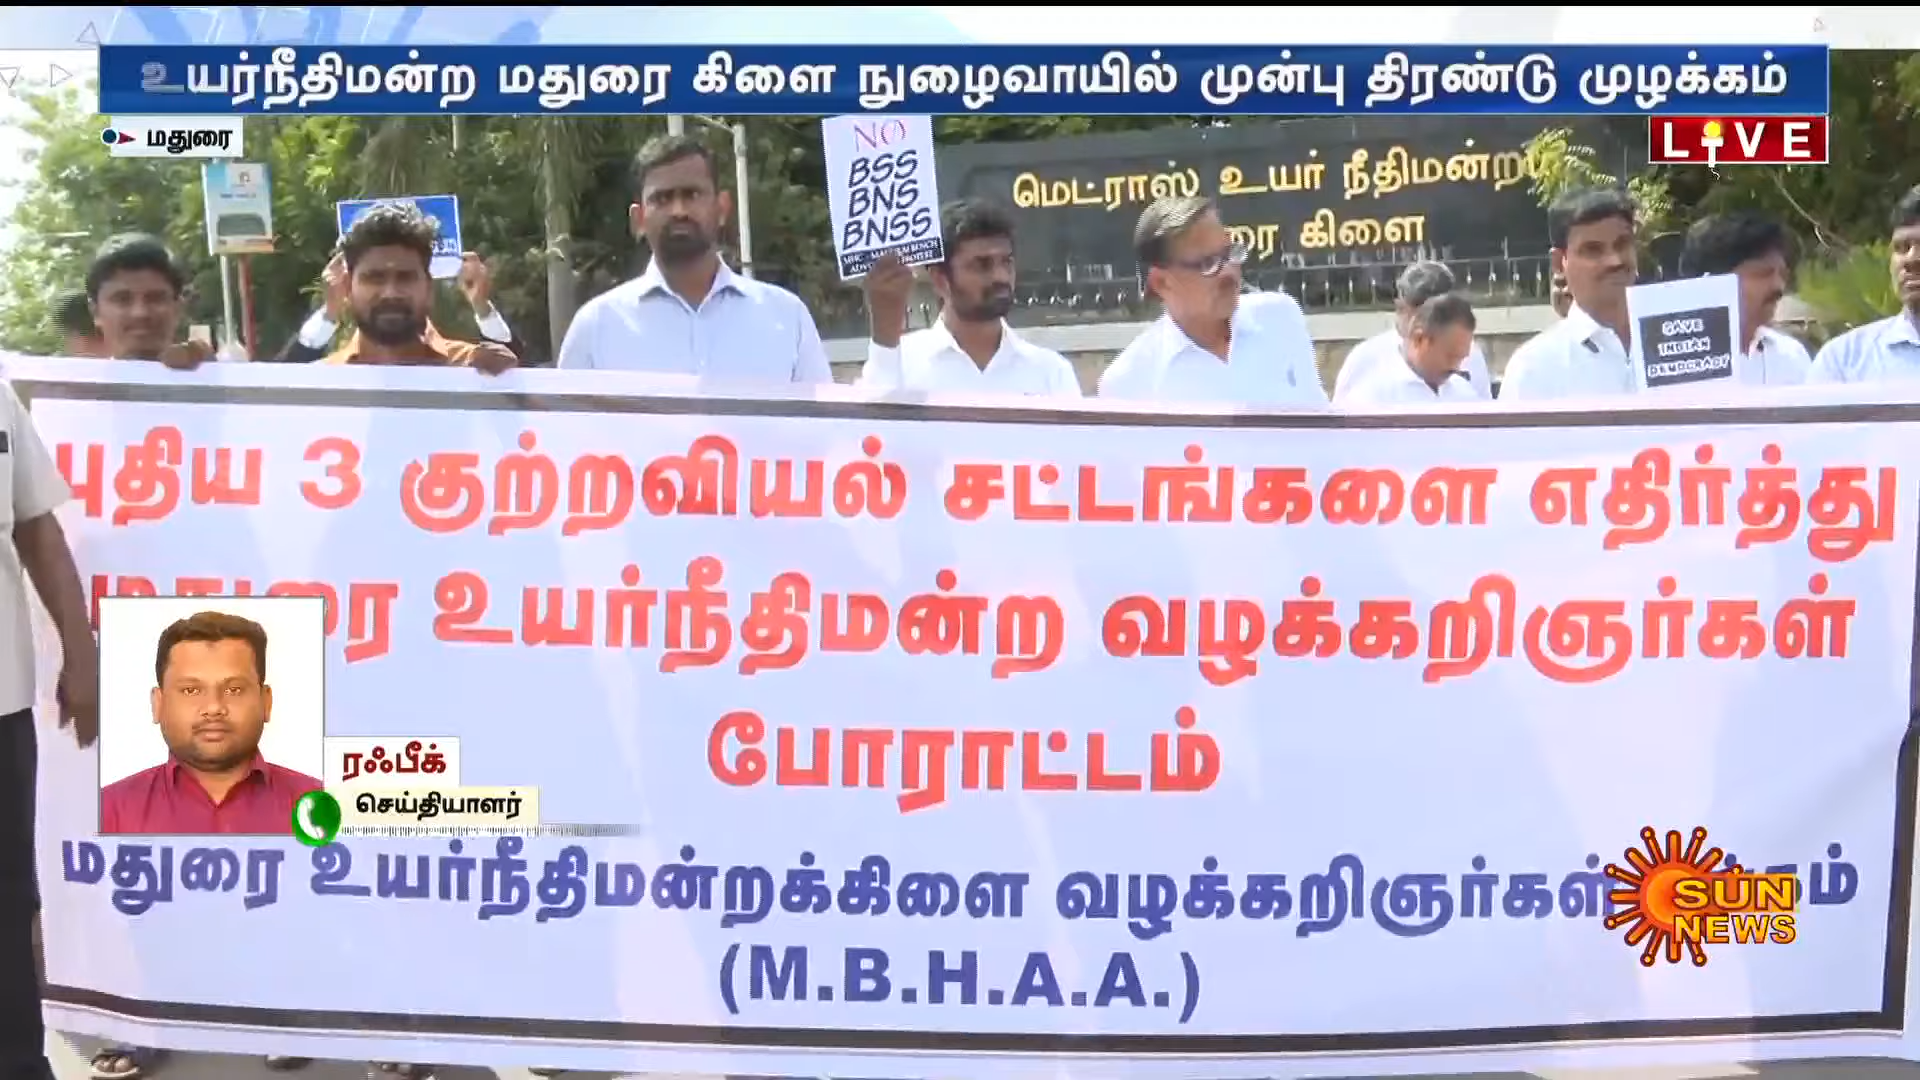 உயர்நீதிமன்ற மதுரை கிளை நுழைவாயில் முன்பு திரண்டு முழக்கம்
மதுரை
LIVE
NO
BSS
BNS
BNSS
மெட்ராஸ் உயர் நீதிமன்றம்
கிளை
SAVE
INDIAN
DEMOCRACY
புதிய 3 குற்றவியல் சட்டங்களை எதிர்த்து
மதுரை உயர்நீதிமன்ற வழக்கறிஞர்கள்
போராட்டம்
ரஃபீக்
செய்தியாளர்
மதுரை உயர்நீதிமன்றக்கிளை வழக்கறிஞர்கள்
(M.B.H.A.A.)
SUN
NEWS